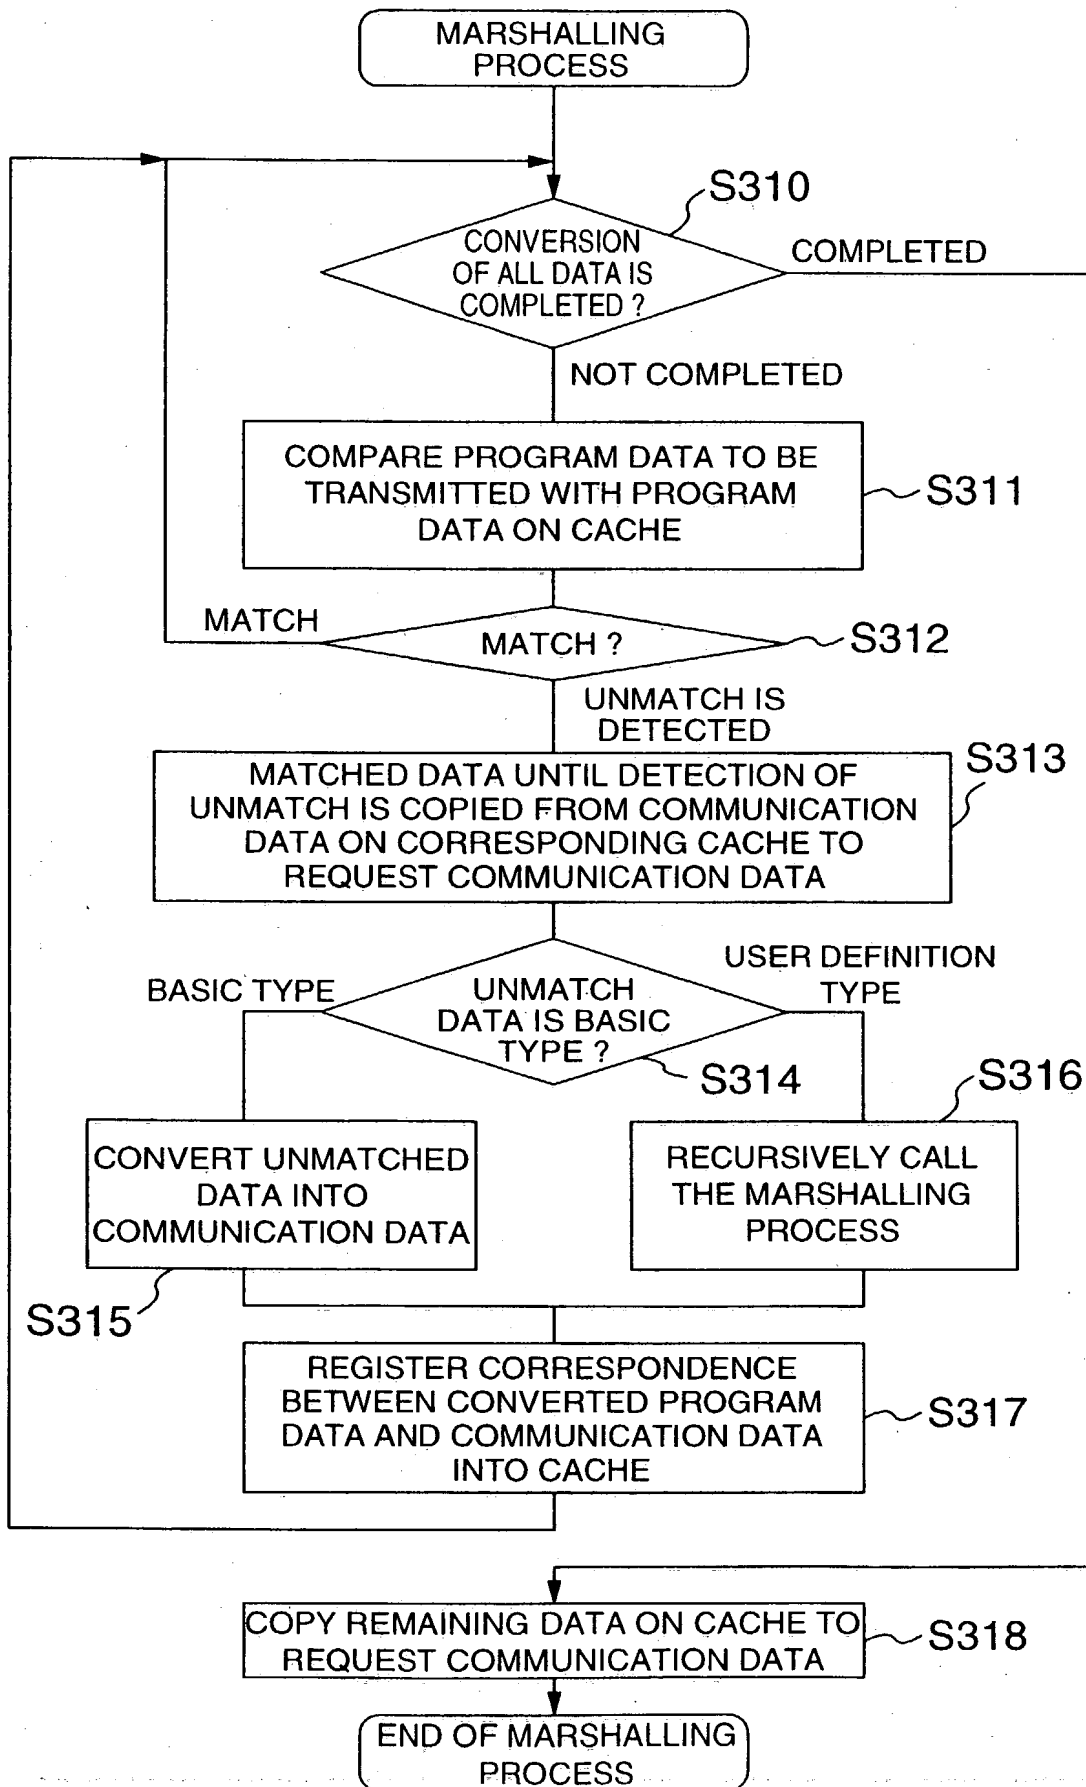 MARSHALLING
PROCESS
S310
CONVERSION
OF ALL DATA IS
COMPLETED ?
COMPLETED
NOT COMPLETED
COMPARE PROGRAM DATA TO BE
TRANSMITTED WITH PROGRAM
DATA ON CACHE
S311
MATCH
MATCH ?
S312
UNMATCH IS
DETECTED
S313
MATCHED DATA UNTIL DETECTION OF
UNMATCH IS COPIED FROM COMMUNICATION
DATA ON CORRESPONDING CACHE TO
REQUEST COMMUNICATION DATA
BASIC TYPE
UNMATCH
DATA IS BASIC
TYPE ?
USER DEFINITION
TYPE
S314
S316
CONVERT UNMATCHED
DATA INTO
COMMUNICATION DATA
RECURSIVELY CALL
THE MARSHALLING
PROCESS
S315
REGISTER CORRESPONDENCE
BETWEEN CONVERTED PROGRAM
DATA AND COMMUNICATION DATA
INTO CACHE
S317
COPY REMAINING DATA ON CACHE TO
REQUEST COMMUNICATION DATA
S318
END OF MARSHALLING
PROCESS